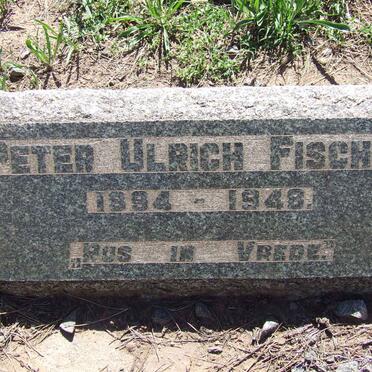 PETER ULRICH FISCH
1894 - 1948.
„RUS IN VREDE."